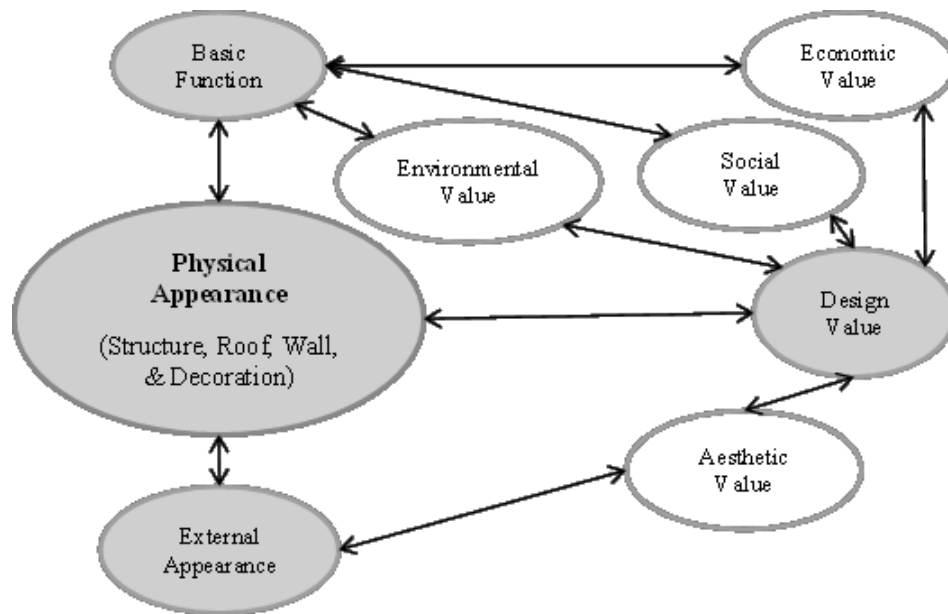 Basic
Function
Economic
Value
Environmental
Value
Social
Value
Physical
Appearance
(Structure, Roof, Wall,
& Decoration)
Design
Value
Aesthetic
Value
External
Appearance